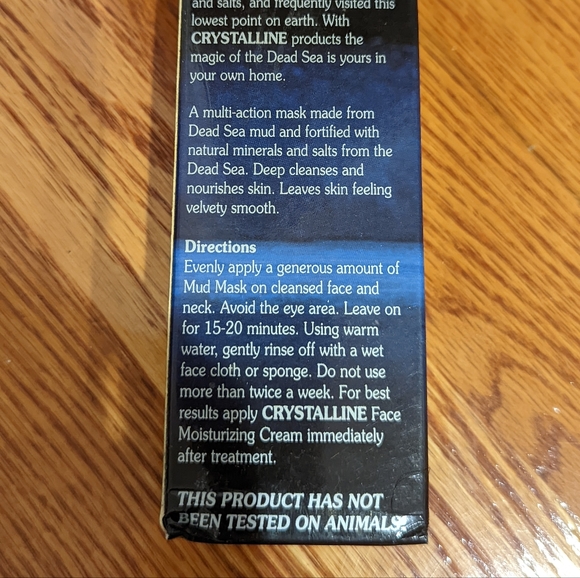 and salts, and frequently visited this
lowest point on earth. With
CRYSTALLINE products the
magic of the Dead Sea is yours in
your own home.
A multi-action mask made from
Dead Sea mud and fortified with
natural minerals and salts from the
Dead Sea. Deep cleanses and
nourishes skin. Leaves skin feeling
velvety smooth.
Directions
Evenly apply a generous amount of
Mud Mask on cleansed face and
neck. Avoid the eye area. Leave on
for 15-20 minutes. Using warm
water, gently rinse off with a wet
face cloth or sponge. Do not use
more than twice a week. For best
results apply CRYSTALLINE Face
Moisturizing Cream immediately
after treatment.
THIS PRODUCT HAS NOT
BEEN TESTED ON ANIMALS.